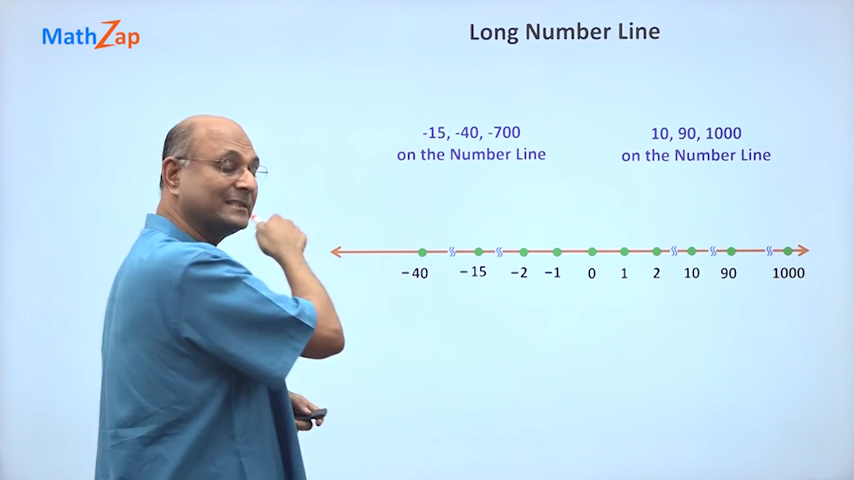 MathZap
Long Number Line
-15, -40, -700
on the Number Line
10, 90, 1000
on the Number Line
−40 −15 −2 −1 0 1 2 10 90 1000